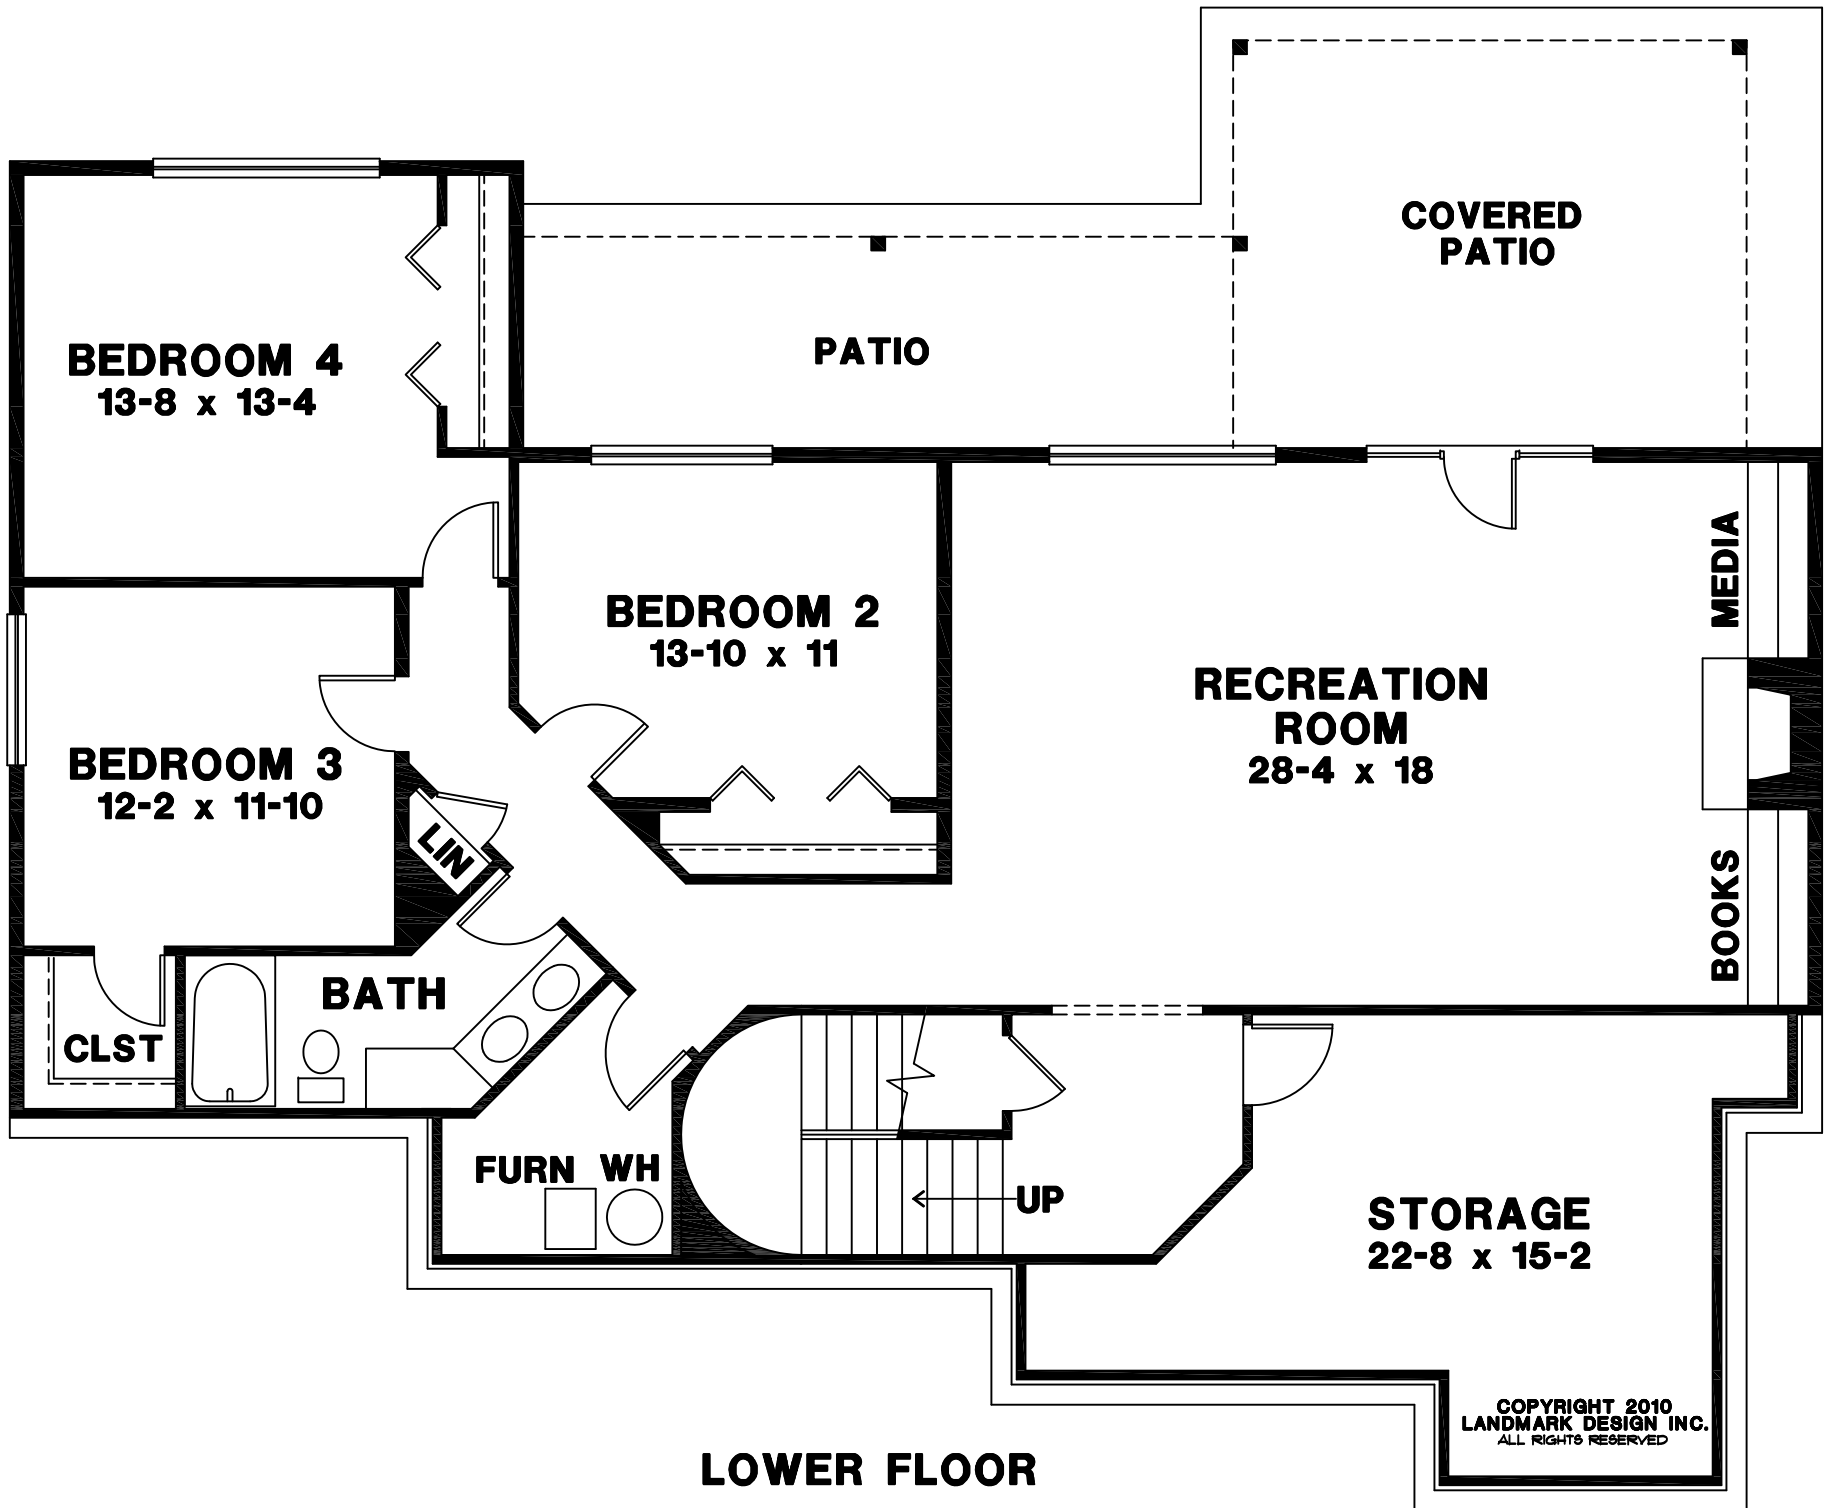 COVERED
PATIO
PATIO
BEDROOM 4
13-8 x 13-4
BEDROOM 2
13-10 x 11
MEDIA
RECREATION
ROOM
28-4 x 18
BEDROOM 3
12-2 x 11-10
LIN
BOOKS
BATH
CLST
FURN WH
UP
STORAGE
22-8 x 15-2
COPYRIGHT 2010
LANDMARK DESIGN INC.
ALL RIGHTS RESERVED
LOWER FLOOR